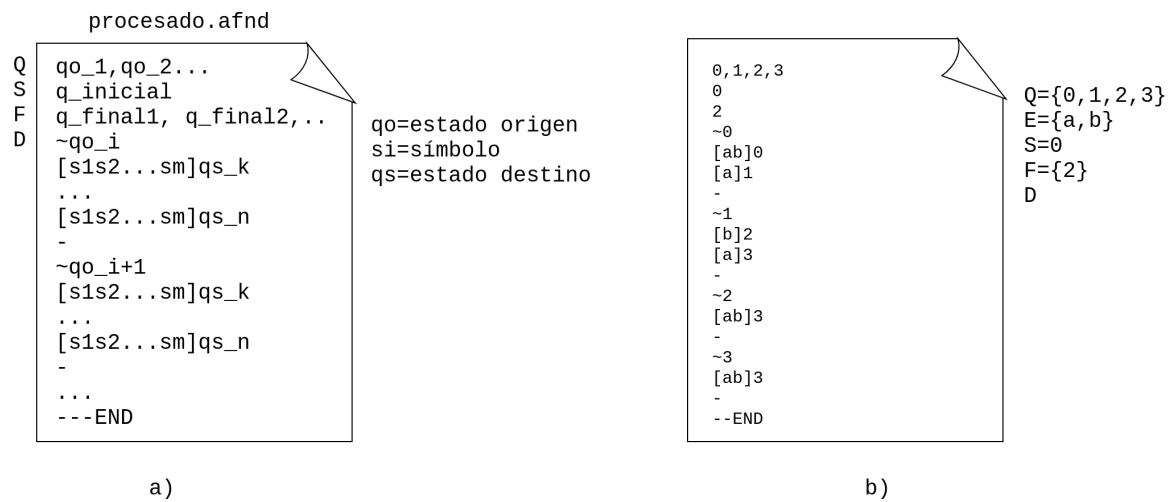 procesado.afnd
Q
S
F
D
qo_1,qo_2...
q_inicial
q_final1, q_final2,..
~qo_i
[s1s2...sm]qs_k
...
[s1s2...sm]qs_n
-
~qo_i+1
[s1s2...sm]qs_k
...
[s1s2...sm]qs_n
-
...
---END
qo=estado origen
si=símbolo
qs=estado destino
a)
0,1,2,3
0
2
~0
[ab]0
[a]1
-
~1
[b]2
[a]3
-
~2
[ab]3
-
~3
[ab]3
-
--END
Q={0,1,2,3}
E={a,b}
S=0
F={2}
D
b)